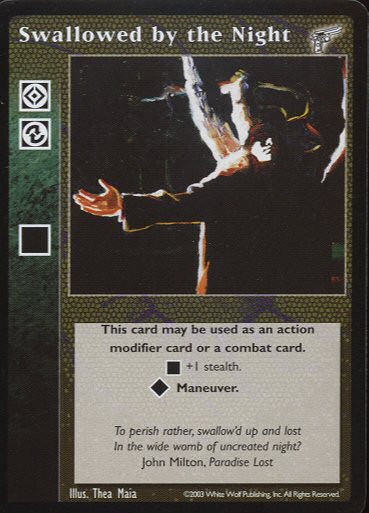 Swallowed by the Night
This card may be used as an action
modifier card or a combat card.
+1 stealth.
Maneuver.
To perish rather, swallow'd up and lost
In the wide womb of uncreated night?
John Milton, Paradise Lost
Illus. Thea Maia
©2003 White Wolf Publishing, Inc. All Rights Reserved.